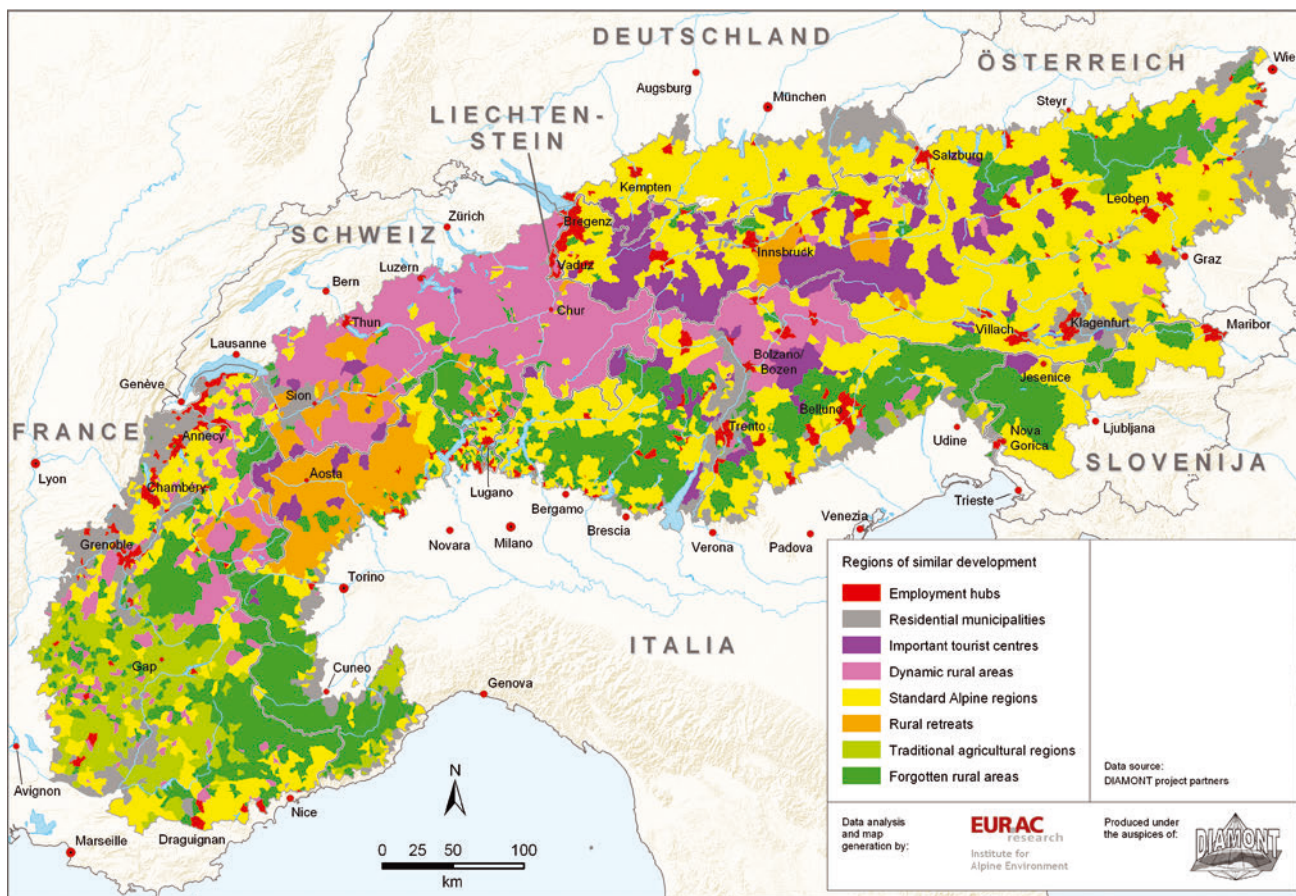 DEUTSCHLAND
ÖSTERREICH
Wie
Augsburg
München
Steyr
LIECHTEN-
STEIN
Salzburg
Kempten
Leoben
Zürich
Bregenz
SCHWEIZ
Innsbruck
Luzern
Vaduz
Graz
Bern
Chur
Thun
Villach
Klagenfurt
Maribor
Lausanne
Bolzano/
Bozen
Jesenice
Genève
Sion
Belluno
FRANCE
Annecy
Trento
Udine
Ljubljana
Nova
Gorica
SLOVENIJA
Lyon
Aosta
Chambéry
Lugano
Trieste
Bergamo
Brescia
Venezia
Grenoble
Novara
Milano
Verona
Padova
Torino
ITALIA
Gap
Cuneo
Genova
Avignon
Nice
Marseille
Draguignan
N
0 25 50 100
km
Regions of similar development
Employment hubs
Residential municipalities
Important tourist centres
Dynamic rural areas
Standard Alpine regions
Rural retreats
Traditional agricultural regions
Forgotten rural areas
Data source:
DIAMONT project partners
Data analysis
and map
generation by:
EURAC
research
Institute for
Alpine Environment
Produced under
the auspices of:
DIAMONT